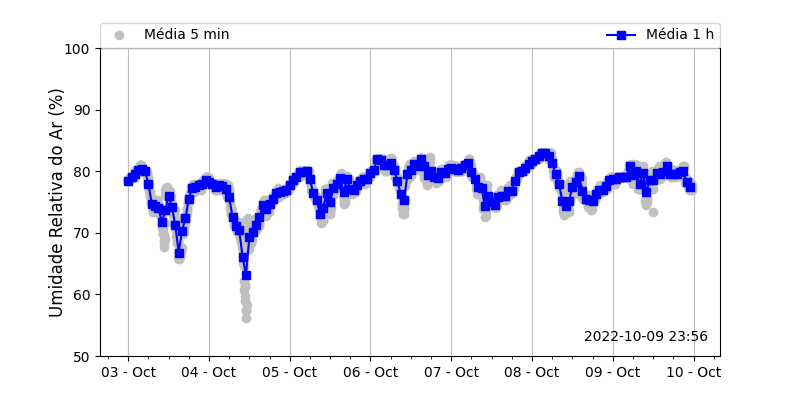 Média 5 min
Média 1 h
Umidade Relativa do Ar (%)
100
90
80
70
60
50
2022-10-09 23:56
03 - Oct
04 - Oct
05 - Oct
06 - Oct
07 - Oct
08 - Oct
09 - Oct
10 - Oct